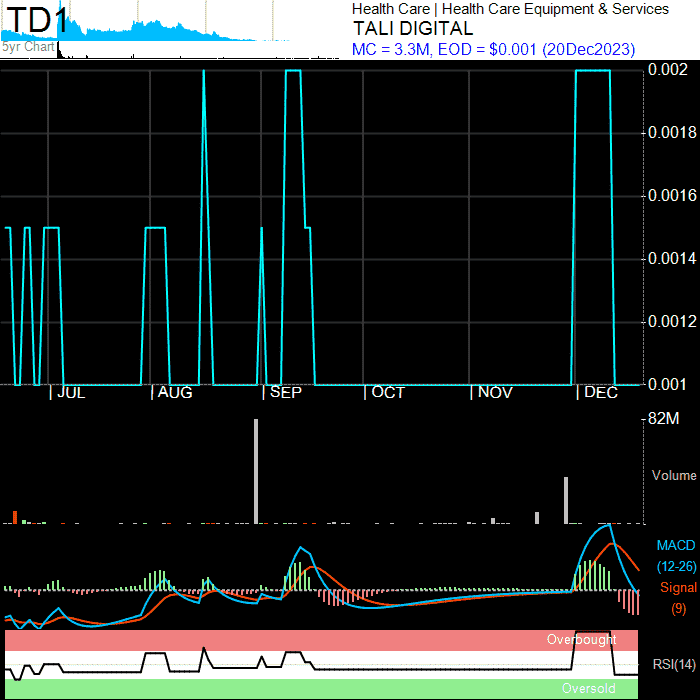 TD1
Health Care | Health Care Equipment & Services
TALI DIGITAL
MC = 3.3M, EOD = $0.001 (20Dec2023)
5yr Chart
0.002
0.0018
0.0016
0.0014
0.0012
0.001
JUL AUG SEP OCT NOV DEC
82M
Volume
MACD
(12-26)
Signal
(9)
Overbought
RSI(14)
Oversold